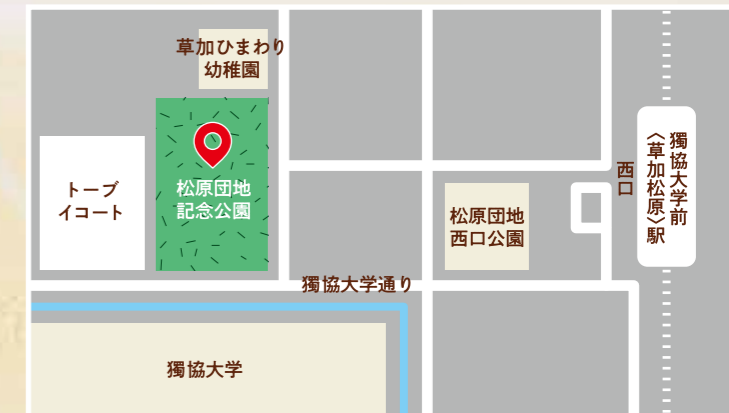 草加ひまわり
幼稚園
松原団地
記念公園
トーブ
イコート
松原団地
西口公園
西口
獨協大学前
〈草加松原〉駅
獨協大学通り
獨協大学